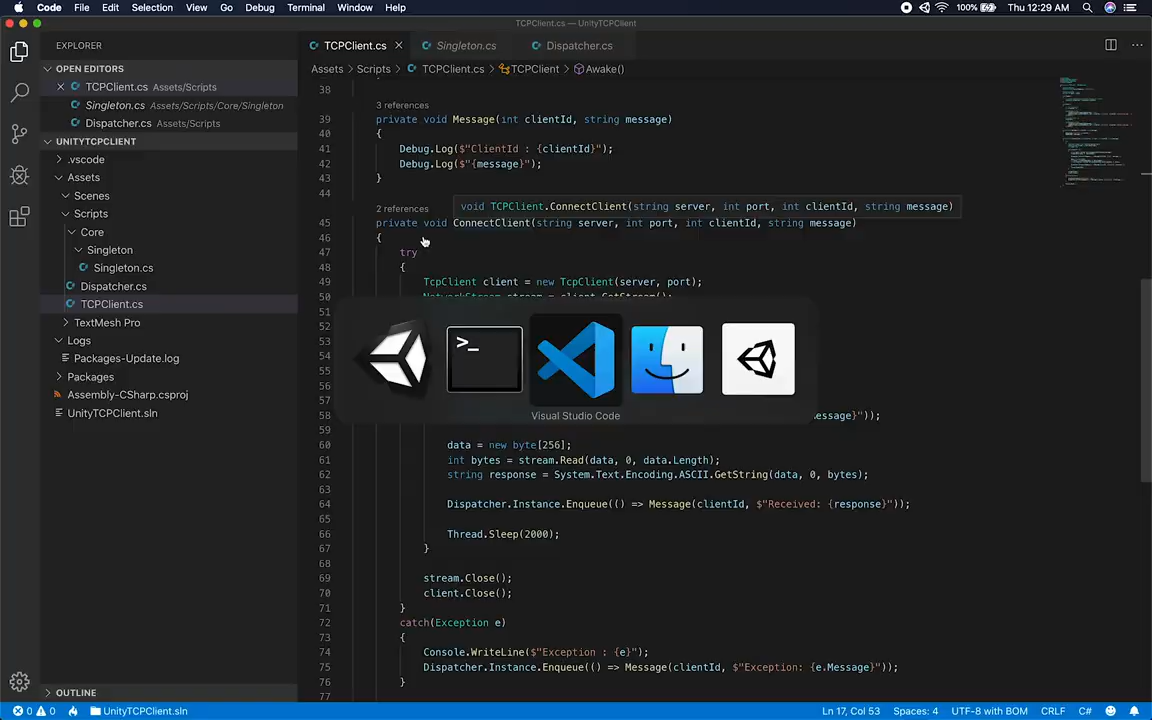 Code File Edit Selection View Go Debug Terminal Window Help 100% Thu 12:29 AM
TCPClient.cs — UnityTCPClient
EXPLORER
TCPClient.cs
Singleton.cs
Dispatcher.cs
OPEN EDITORS
Assets > Scripts > TCPClient.cs > TCPClient > Awake()
TCPClient.cs Assets/Scripts
Singleton.cs Assets/Scripts/Core/Singleton
Dispatcher.cs Assets/Scripts
UNITYTCPCLIENT
.vscode
Assets
Scenes
Scripts
Core
Singleton
Singleton.cs
Dispatcher.cs
TCPClient.cs
TextMesh Pro
Logs
Packages-Update.log
Packages
Assembly-CSharp.csproj
UnityTCPClient.sln
OUTLINE
38
3 references
39 private void Message(int clientId, string message)
40 {
41 Debug.Log($"ClientId : {clientId}");
42 Debug.Log($"{message}");
43 }
44
void TCPClient.ConnectClient(string server, int port, int clientId, string message)
2 references
45 private void ConnectClient(string server, int port, int clientId, string message)
46 {
47 try
48 {
49 TcpClient client = new TcpClient(server, port);
50 NetworkStream stream = client.GetStream();
51
52
53
54
55
56
57
>_
Visual Studio Code
58 message}"));
59
60 data = new byte[256];
61 int bytes = stream.Read(data, 0, data.Length);
62 string response = System.Text.Encoding.ASCII.GetString(data, 0, bytes);
63
64 Dispatcher.Instance.Enqueue(() => Message(clientId, $"Received: {response}"));
65
66 Thread.Sleep(2000);
67 }
68
69 stream.Close();
70 client.Close();
71 }
72 catch(Exception e)
73 {
74 Console.WriteLine($"Exception : {e}");
75 Dispatcher.Instance.Enqueue(() => Message(clientId, $"Exception: {e.Message}"));
76 }
77
0 0 UnityTCPClient.sln Ln 17, Col 53 Spaces: 4 UTF-8 with BOM CRLF C#